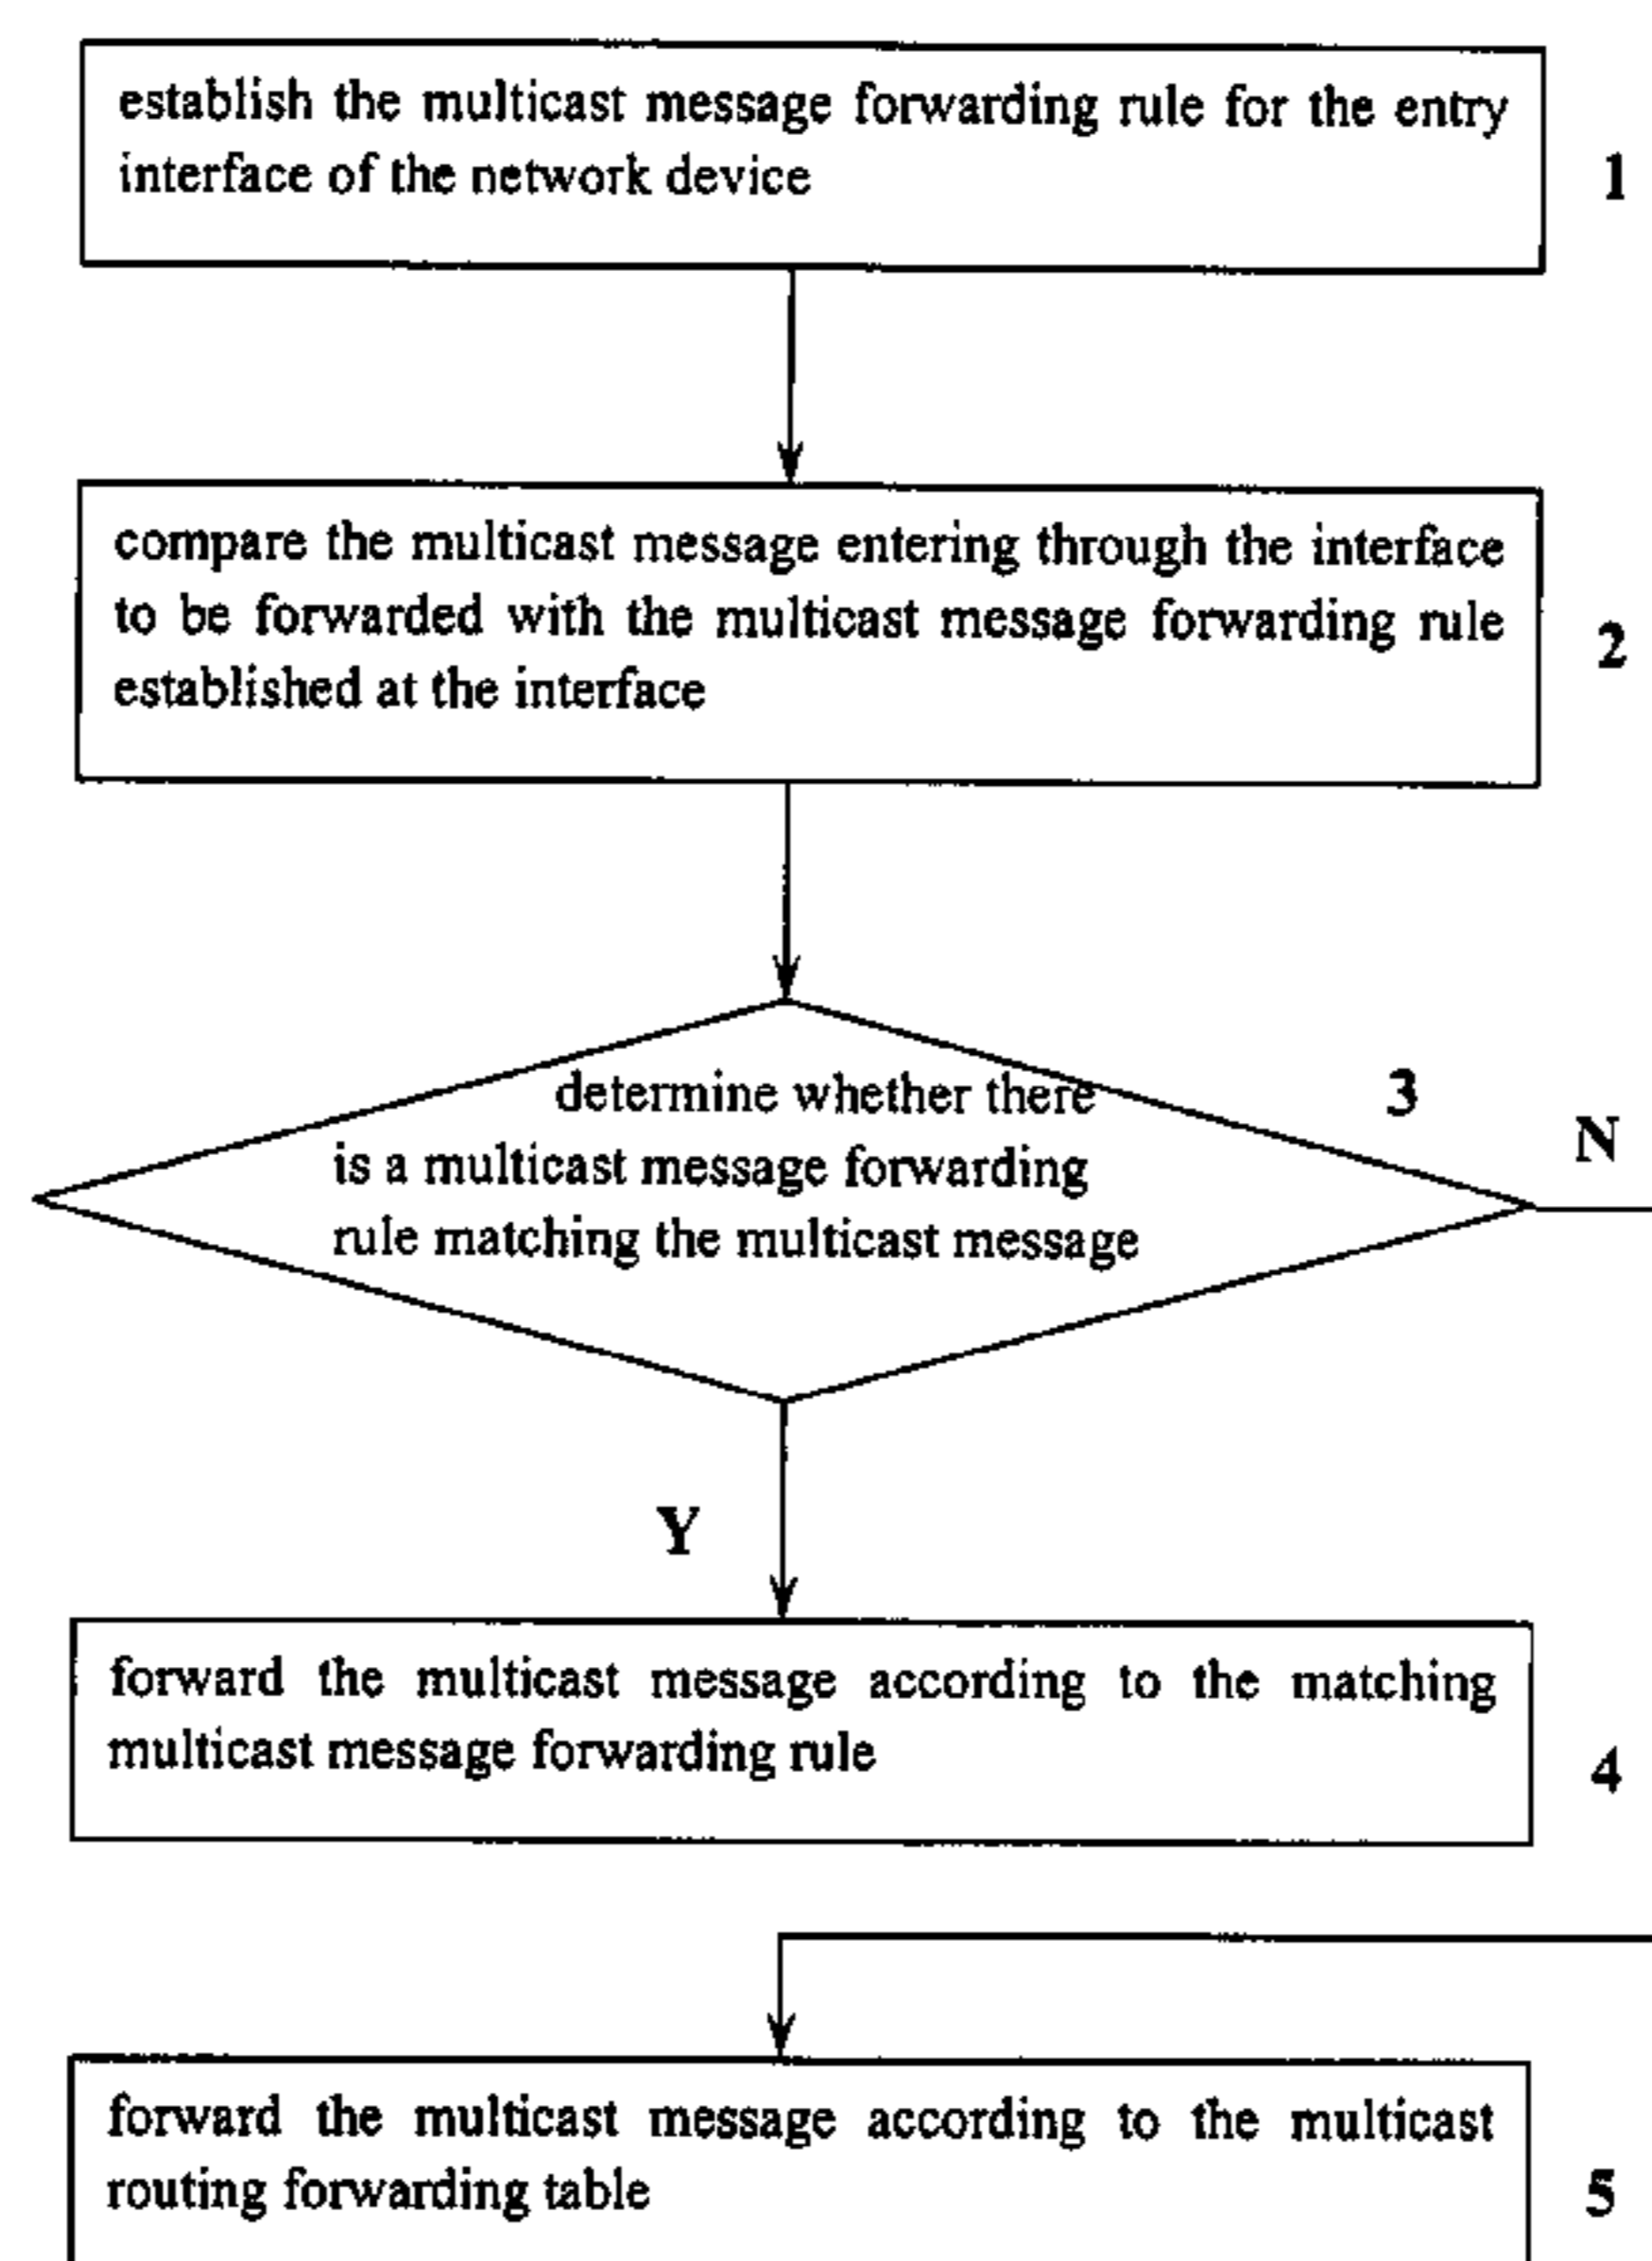 establish the multicast message forwarding rule for the entry
interface of the network device
1
compare the multicast message entering through the interface
to be forwarded with the multicast message forwarding rule
established at the interface
2
determine whether there
is a multicast message forwarding
rule matching the multicast message
3
N
Y
forward the multicast message according to the matching
multicast message forwarding rule
4
forward the multicast message according to the multicast
routing forwarding table
5